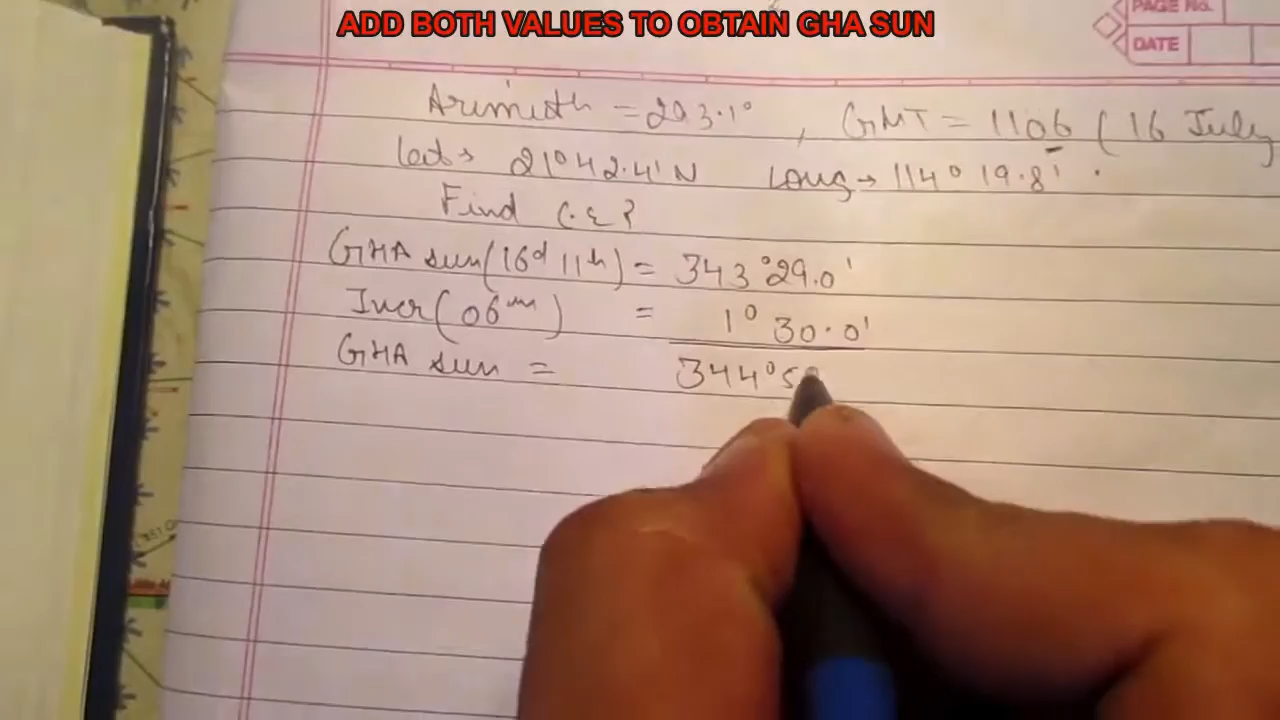 ADD BOTH VALUES TO OBTAIN GHA SUN
PAGE No.
DATE
Azimuth = 293.1° , GMT = 1106 (16 July
Lat→ 21° 42.4' N Long→ 114° 19.8' .
Find C.E?
GHA sun (16d 11h) = 343° 29.0'
Incr (06m) = 1° 30.0'
GHA sun = 344° 5